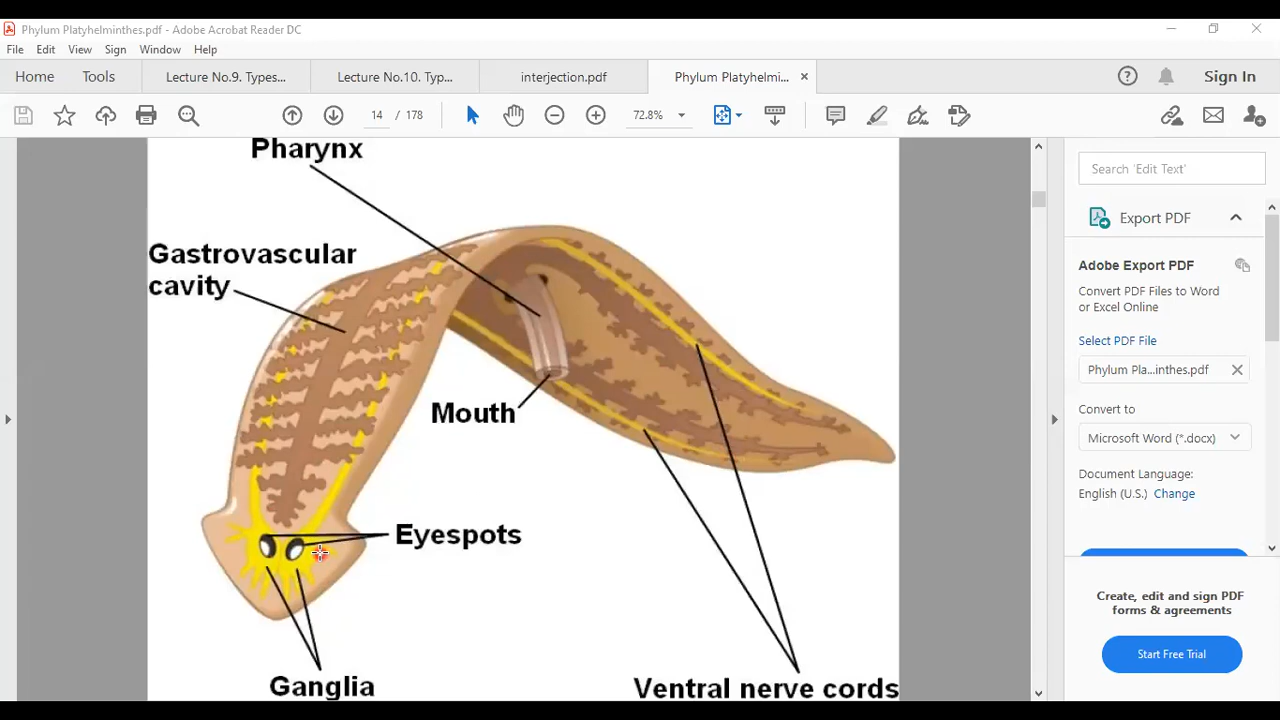 Phylum Platyhelminthes.pdf - Adobe Acrobat Reader DC
File Edit View Sign Window Help
Home Tools Lecture No.9. Types... Lecture No.10. Typ... interjection.pdf Phylum Platyhelmi... × Sign In
14 / 178 72.8%
Pharynx
Gastrovascular
cavity
Mouth
Eyespots
Ganglia
Ventral nerve cords
Search 'Edit Text'
Export PDF
Adobe Export PDF
Convert PDF Files to Word
or Excel Online
Select PDF File
Phylum Pla...inthes.pdf
Convert to
Microsoft Word (*.docx)
Document Language:
English (U.S.) Change
Create, edit and sign PDF
forms & agreements
Start Free Trial